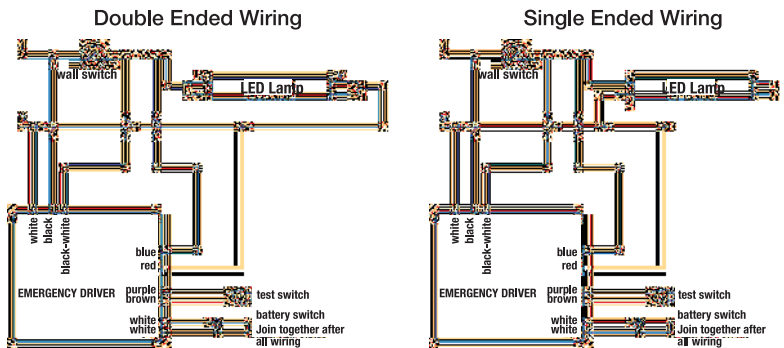 Double Ended Wiring
wall switch
LED Lamp
white
black
black-white
blue
red
EMERGENCY DRIVER
purple
brown
test switch
battery switch
white
white
Join together after
all wiring
Single Ended Wiring
wall switch
LED Lamp
white
black
black-white
blue
red
EMERGENCY DRIVER
purple
brown
test switch
battery switch
white
white
Join together after
all wiring